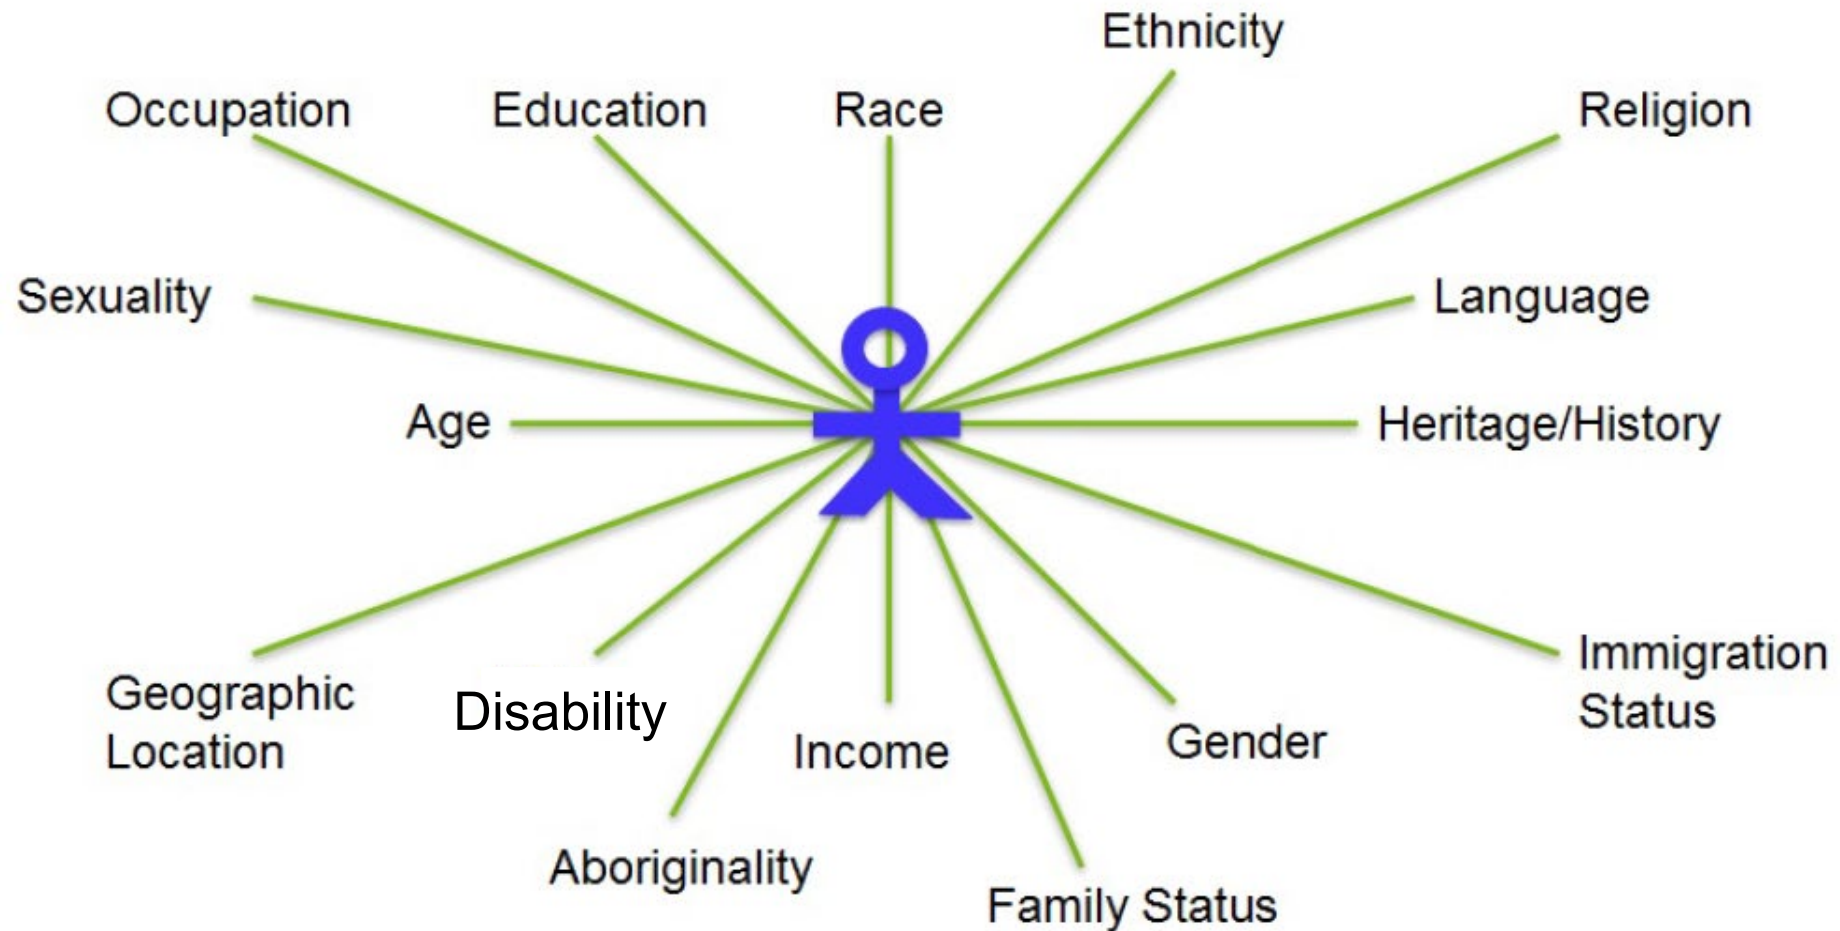 Ethnicity
Occupation
Education
Race
Religion
Sexuality
Language
Age
Heritage/History
Geographic
Location
Disability
Immigration
Status
Income
Gender
Aboriginality
Family Status